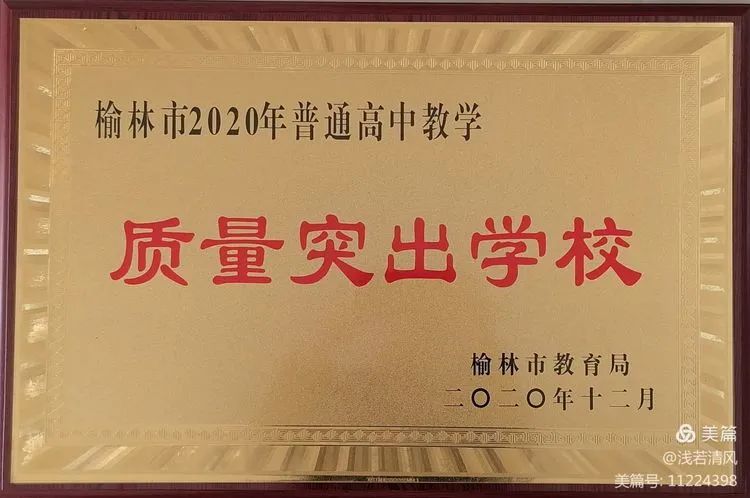 榆林市2020年普通高中教学
质量突出学校
榆林市教育局
二〇二〇年十二月
美篇
@浅若清风
美篇号: 11224398